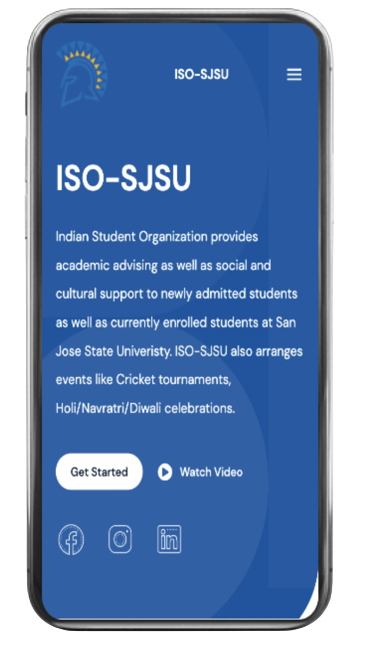 ISO-SJSU
ISO-SJSU
Indian Student Organization provides
academic advising as well as social and
cultural support to newly admitted students
as well as currently enrolled students at San
Jose State Univeristy. ISO-SJSU also arranges
events like Cricket tournaments,
Holi/Navratri/Diwali celebrations.
Get Started Watch Video